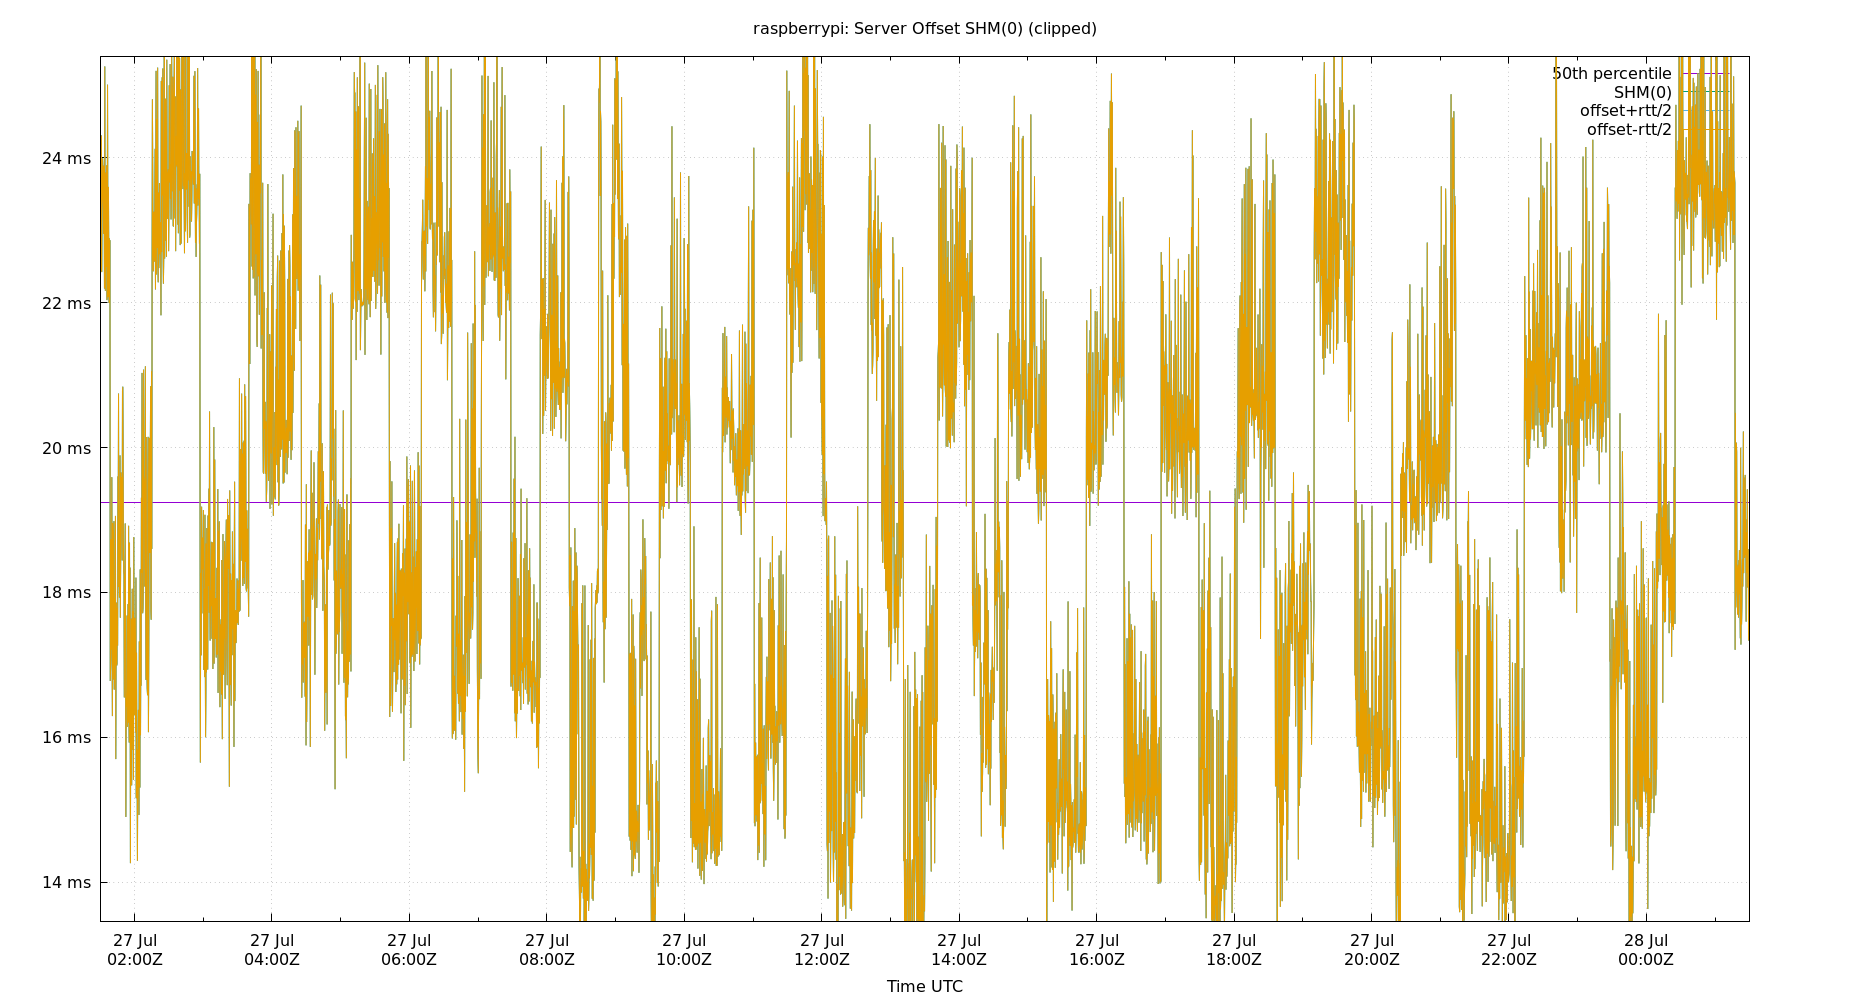 raspberrypi: Server Offset SHM(0) (clipped)
50th percentile
SHM(0)
offset+rtt/2
offset-rtt/2
24 ms
22 ms
20 ms
18 ms
16 ms
14 ms
27 Jul 27 Jul 27 Jul 27 Jul 27 Jul 27 Jul 27 Jul 27 Jul 27 Jul 27 Jul 27 Jul 28 Jul
02:00Z 04:00Z 06:00Z 08:00Z 10:00Z 12:00Z 14:00Z 16:00Z 18:00Z 20:00Z 22:00Z 00:00Z
Time UTC